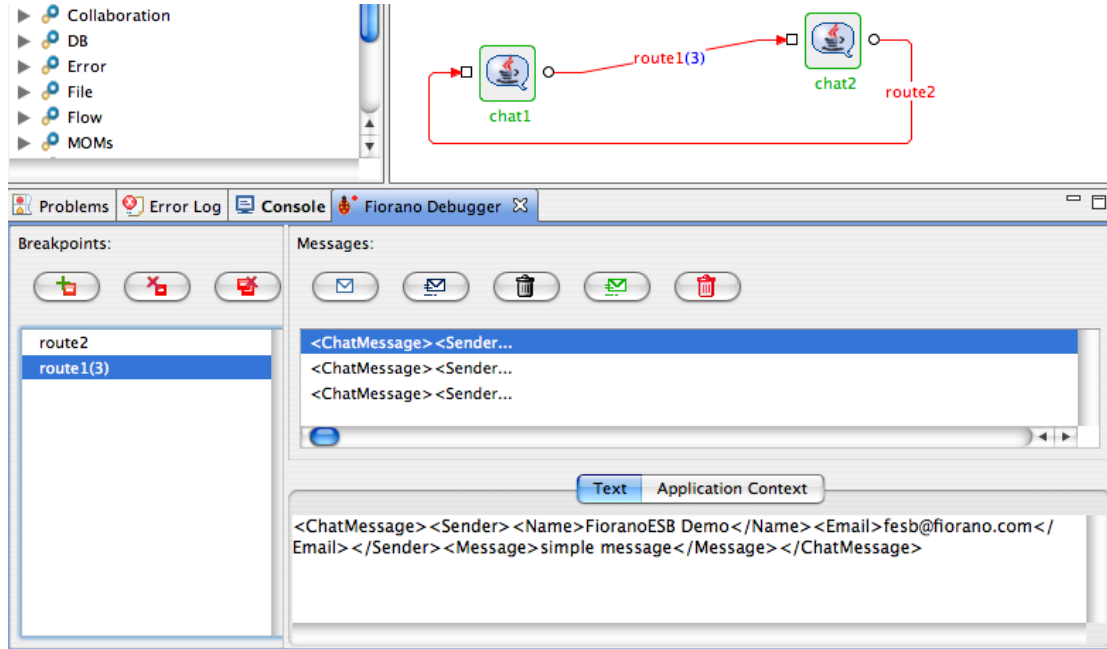 Collaboration
DB
Error
File
Flow
MOMs
route1(3)
chat1
chat2
route2
Problems
Error Log
Console
Fiorano Debugger
Breakpoints:
Messages:
route2
route1(3)
<ChatMessage><Sender...
<ChatMessage><Sender...
<ChatMessage><Sender...
Text
Application Context
<ChatMessage><Sender><Name>FioranoESB Demo</Name><Email>fesb@fiorano.com</
Email></Sender><Message>simple message</Message></ChatMessage>